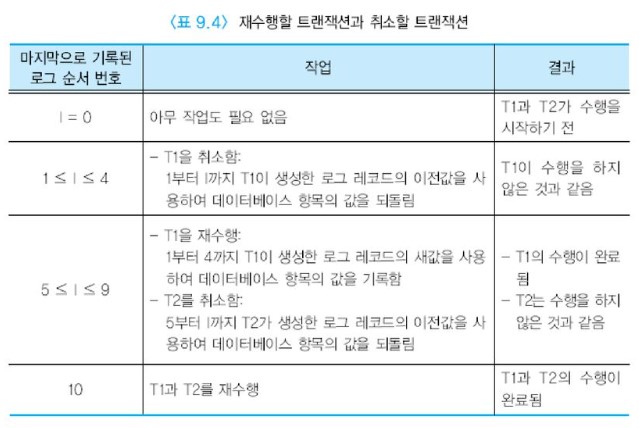 〈표 9.4〉 재수행할 트랜잭션과 취소할 트랜잭션
마지막으로 기록된
로그 순서 번호
작업
결과
I = 0
아무 작업도 필요 없음
T1과 T2가 수행을
시작하기 전
1 ≤ I ≤ 4
- T1을 취소함:
1부터 I까지 T1이 생성한 로그 레코드의 이전값을 사
용하여 데이터베이스 항목의 값을 되돌림
T1이 수행을 하지
않은 것과 같음
5 ≤ I ≤ 9
- T1을 재수행:
1부터 4까지 T1이 생성한 로그 레코드의 새값을 사용
하여 데이터베이스 항목의 값을 기록함
- T2를 취소함:
5부터 I까지 T2가 생성한 로그 레코드의 이전값을 사
용하여 데이터베이스 항목의 값을 되돌림
- T1의 수행이 완료
됨
- T2는 수행을 하지
않은 것과 같음
10
T1과 T2를 재수행
T1과 T2의 수행이
완료됨